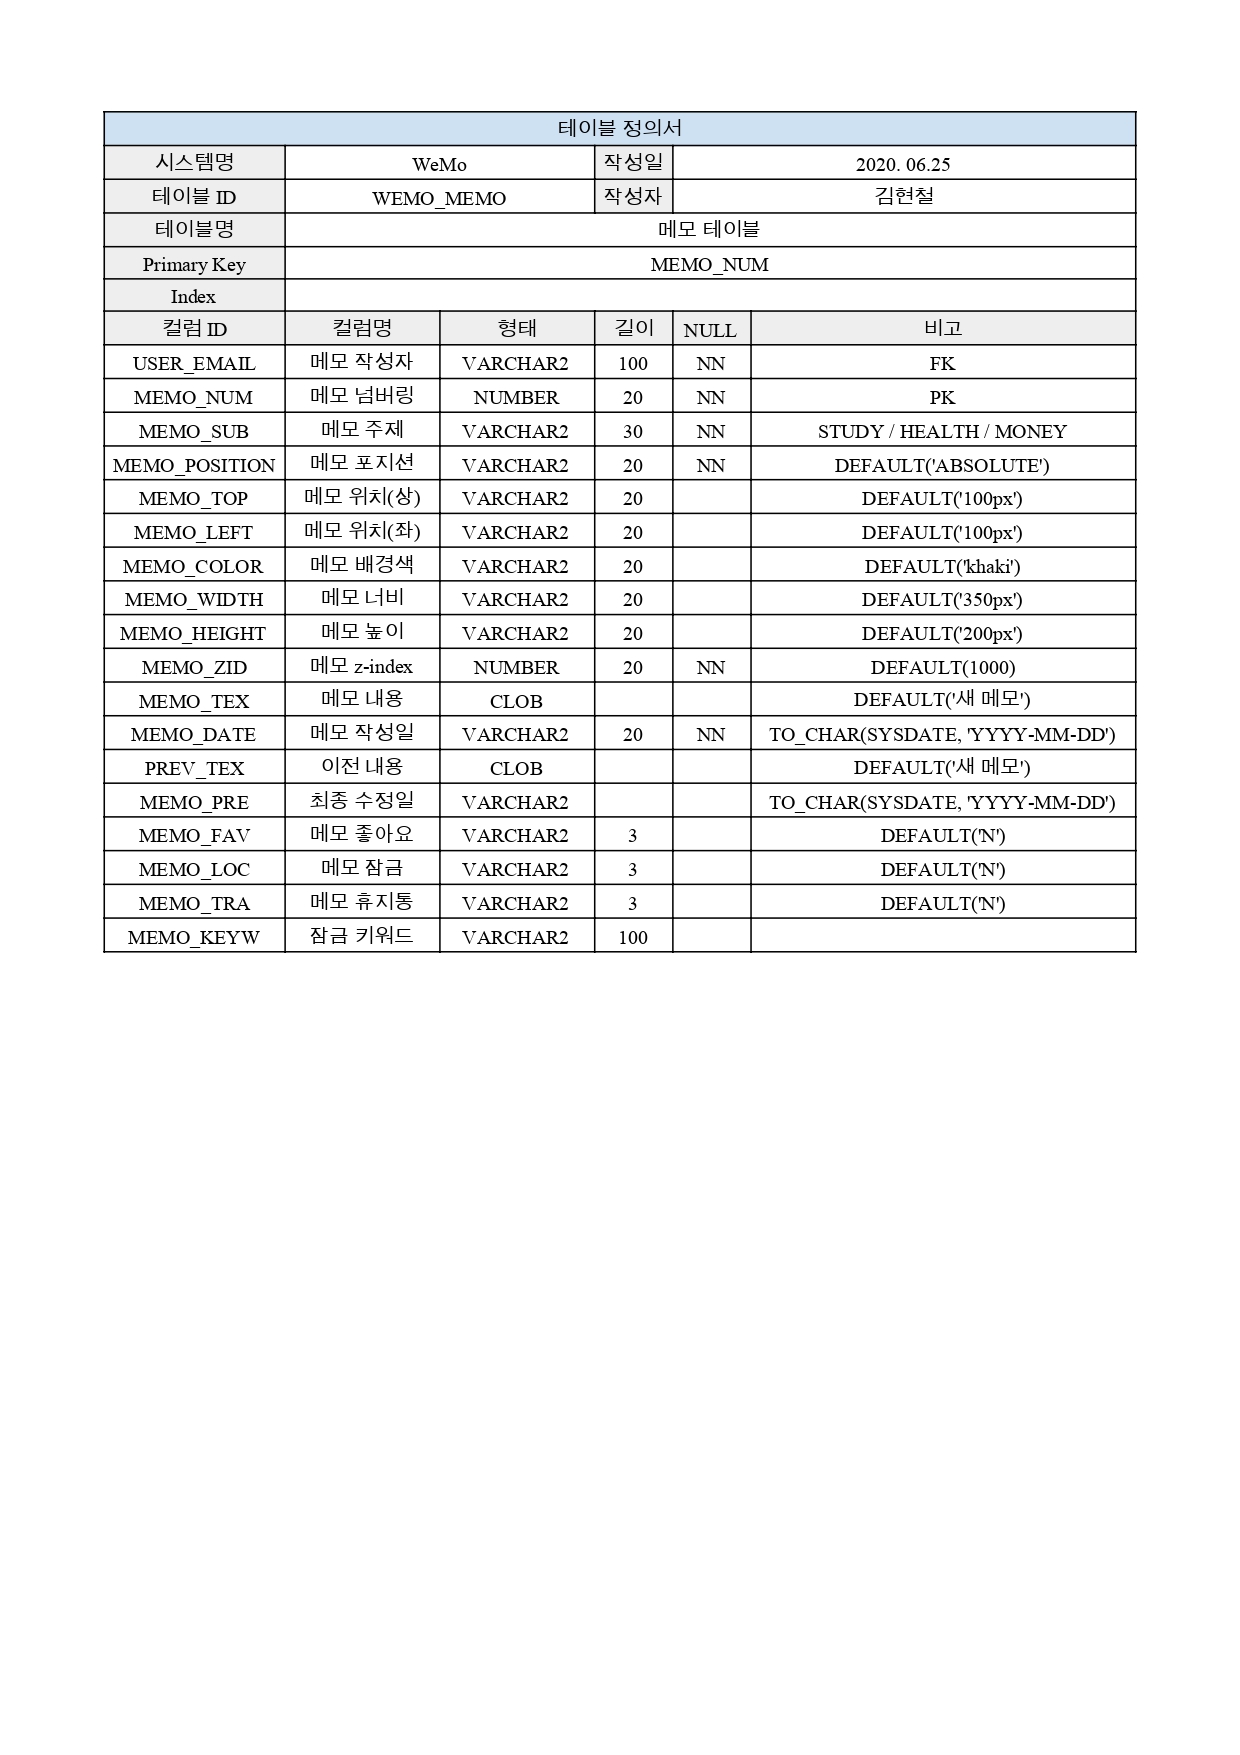 테이블 정의서
시스템명 WeMo 작성일 2020. 06.25
테이블 ID WEMO_MEMO 작성자 김현철
테이블명 메모 테이블
Primary Key MEMO_NUM
Index
컬럼 ID 컬럼명 형태 길이 NULL 비고
USER_EMAIL 메모 작성자 VARCHAR2 100 NN FK
MEMO_NUM 메모 넘버링 NUMBER 20 NN PK
MEMO_SUB 메모 주제 VARCHAR2 30 NN STUDY / HEALTH / MONEY
MEMO_POSITION 메모 포지션 VARCHAR2 20 NN DEFAULT('ABSOLUTE')
MEMO_TOP 메모 위치(상) VARCHAR2 20 DEFAULT('100px')
MEMO_LEFT 메모 위치(좌) VARCHAR2 20 DEFAULT('100px')
MEMO_COLOR 메모 배경색 VARCHAR2 20 DEFAULT('khaki')
MEMO_WIDTH 메모 너비 VARCHAR2 20 DEFAULT('350px')
MEMO_HEIGHT 메모 높이 VARCHAR2 20 DEFAULT('200px')
MEMO_ZID 메모 z-index NUMBER 20 NN DEFAULT(1000)
MEMO_TEX 메모 내용 CLOB DEFAULT('새 메모')
MEMO_DATE 메모 작성일 VARCHAR2 20 NN TO_CHAR(SYSDATE, 'YYYY-MM-DD')
PREV_TEX 이전 내용 CLOB DEFAULT('새 메모')
MEMO_PRE 최종 수정일 VARCHAR2 TO_CHAR(SYSDATE, 'YYYY-MM-DD')
MEMO_FAV 메모 좋아요 VARCHAR2 3 DEFAULT('N')
MEMO_LOC 메모 잠금 VARCHAR2 3 DEFAULT('N')
MEMO_TRA 메모 휴지통 VARCHAR2 3 DEFAULT('N')
MEMO_KEYW 잠금 키워드 VARCHAR2 100